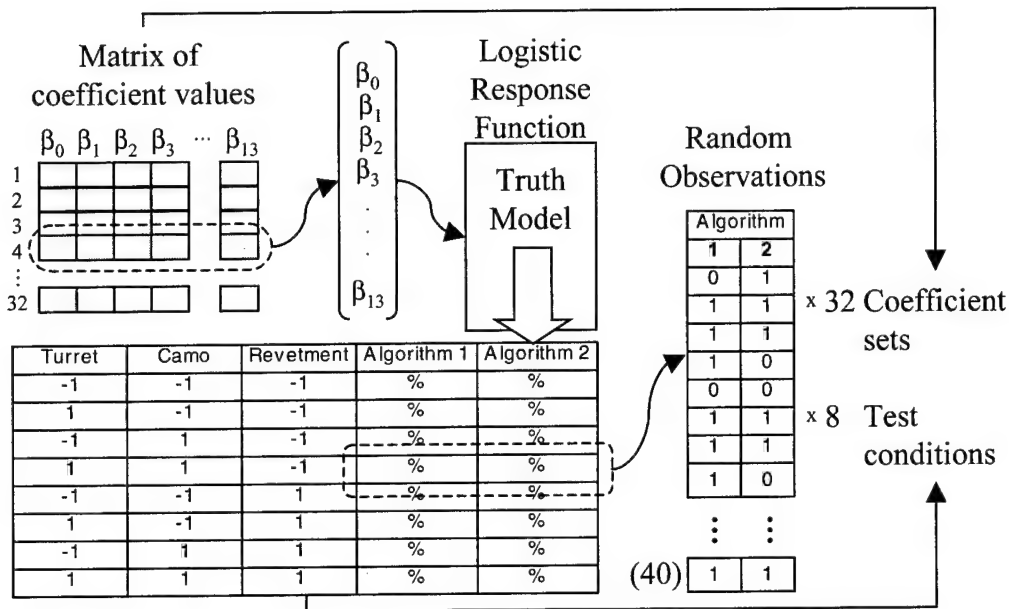 Matrix of
coefficient values
β0 β1 β2 β3 ... β13
1
2
3
4
⋮
32
β0
β1
β2
β3
.
.
.
β13
Logistic
Response
Function
Truth
Model
Random
Observations
Algorithm
1 2
0 1
1 1
1 1
1 0
0 0
1 1
1 1
1 0
⋮ ⋮
(40) 1 1
x 32 Coefficient
sets
x 8 Test
conditions
Turret Camo Revetment Algorithm 1 Algorithm 2
-1 -1 -1 % %
1 -1 -1 % %
-1 1 -1 % %
1 1 -1 % %
-1 -1 1 % %
1 -1 1 % %
-1 1 1 % %
1 1 1 % %